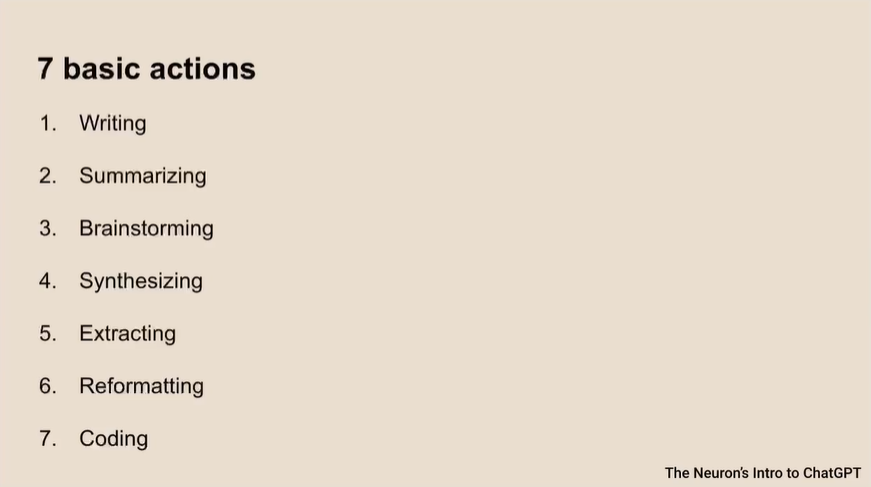 7 basic actions
1. Writing
2. Summarizing
3. Brainstorming
4. Synthesizing
5. Extracting
6. Reformatting
7. Coding
The Neuron's Intro to ChatGPT